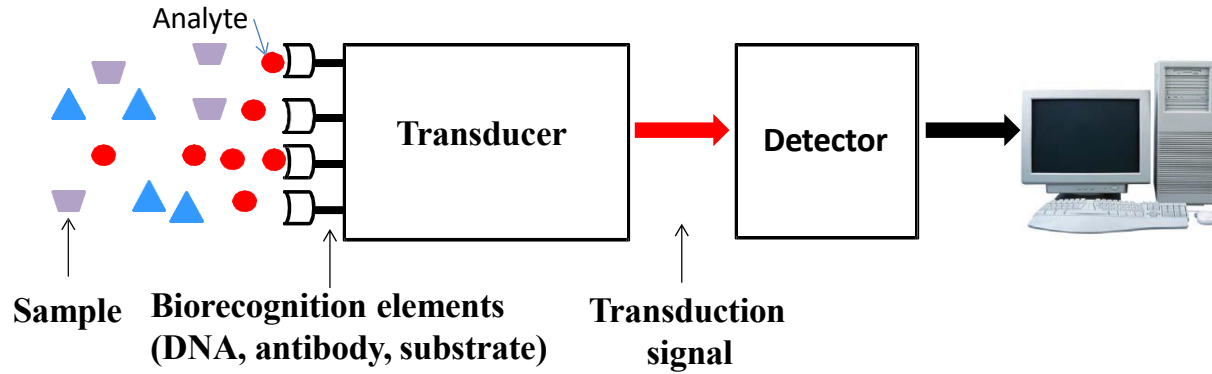 Analyte
Transducer
Detector
Sample
Biorecognition elements
(DNA, antibody, substrate)
Transduction
signal